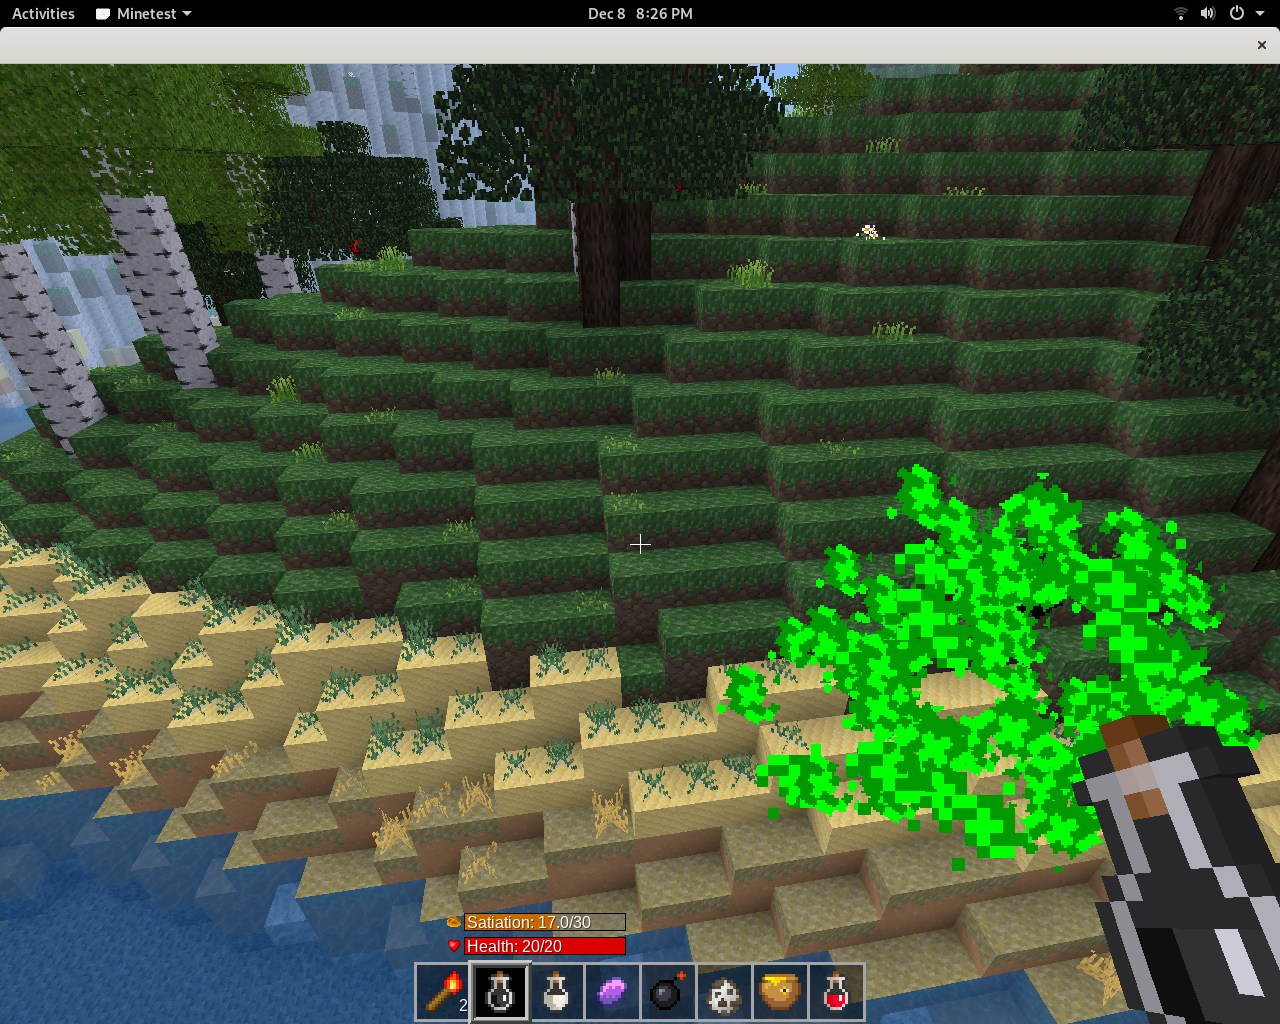 Activities
Minetest
Dec 8 8:26 PM
Satiation: 17.0/30
Health: 20/20
2